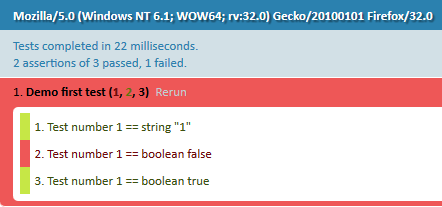 Mozilla/5.0 (Windows NT 6.1; WOW64; rv:32.0) Gecko/20100101 Firefox/32.0
Tests completed in 22 milliseconds.
2 assertions of 3 passed, 1 failed.
1. Demo first test (1, 2, 3) Rerun
1. Test number 1 == string "1"
2. Test number 1 == boolean false
3. Test number 1 == boolean true